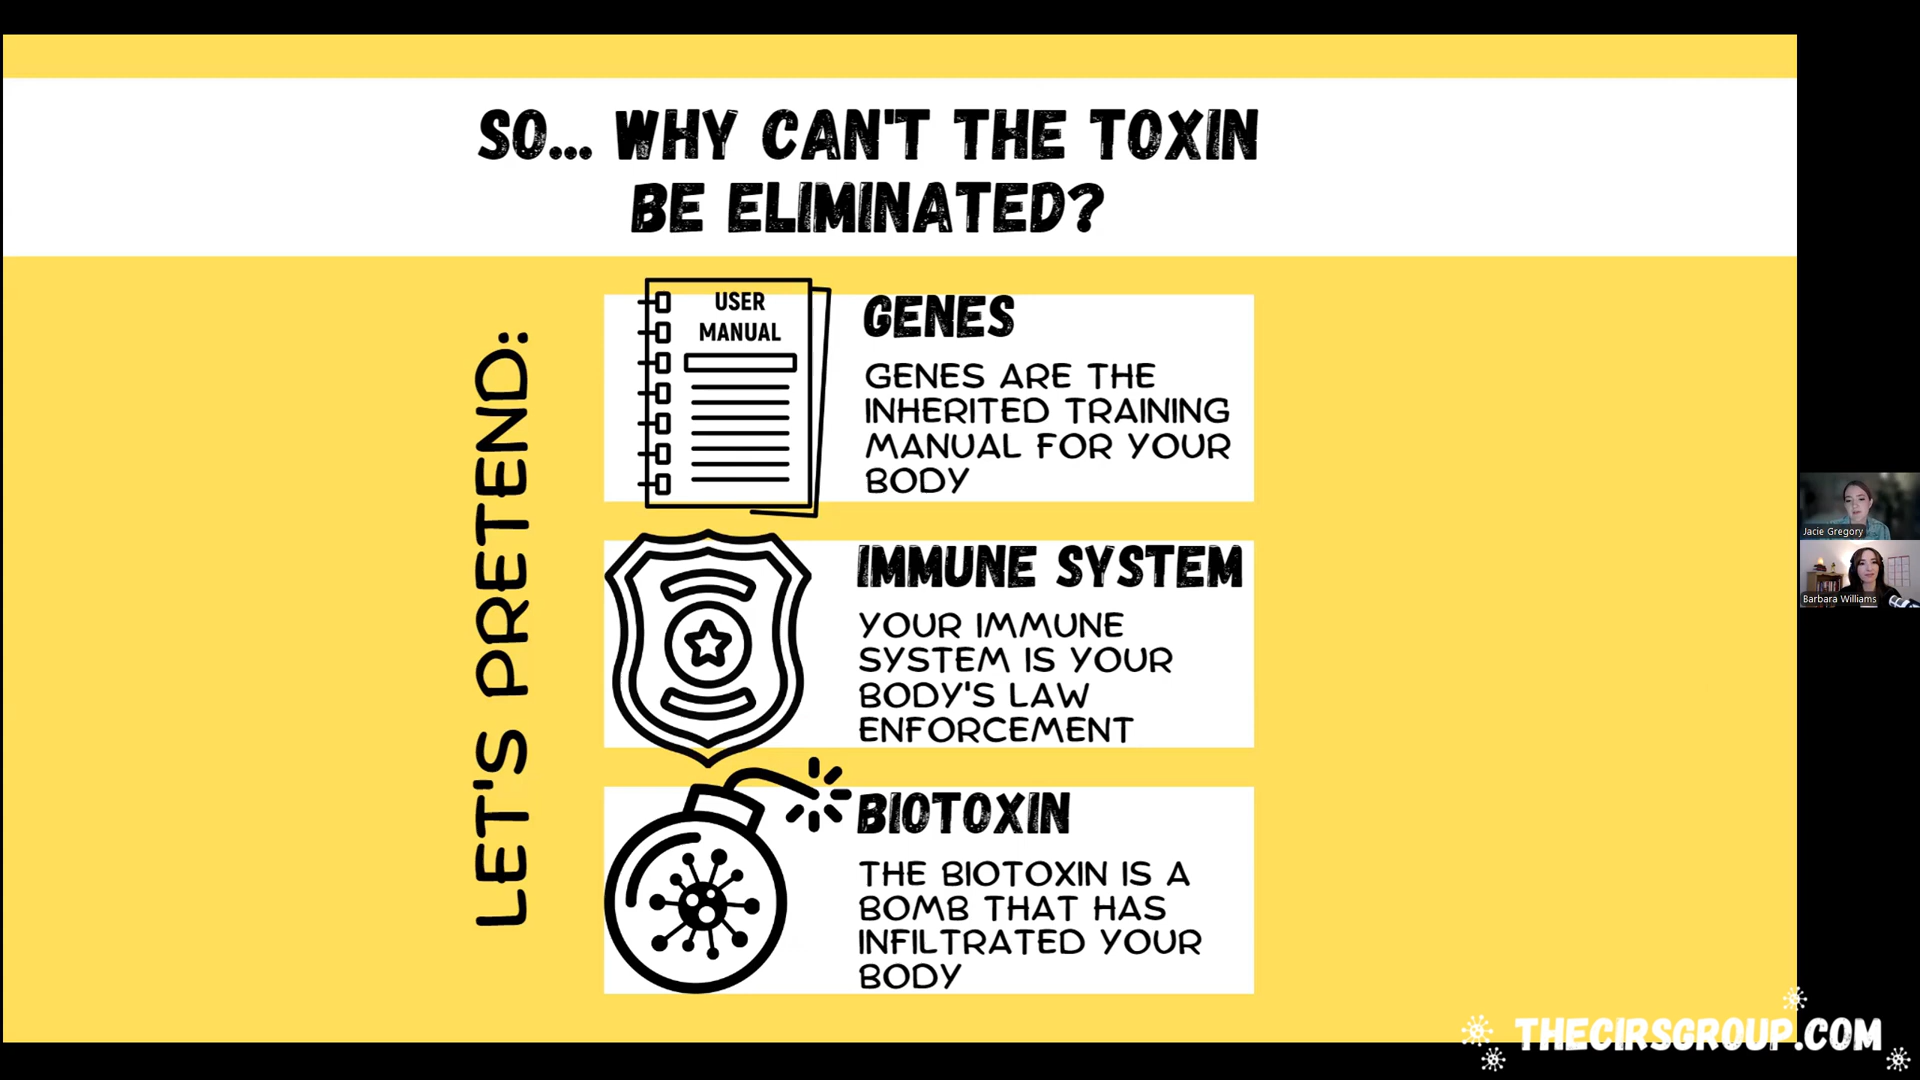 SO... WHY CAN'T THE TOXIN
BE ELIMINATED?
LET'S PRETEND:
USER
MANUAL
GENES
GENES ARE THE
INHERITED TRAINING
MANUAL FOR YOUR
BODY
IMMUNE SYSTEM
YOUR IMMUNE
SYSTEM IS YOUR
BODY'S LAW
ENFORCEMENT
BIOTOXIN
THE BIOTOXIN IS A
BOMB THAT HAS
INFILTRATED YOUR
BODY
Jacie Gregory
Barbara Williams
THECIRSGROUP.COM